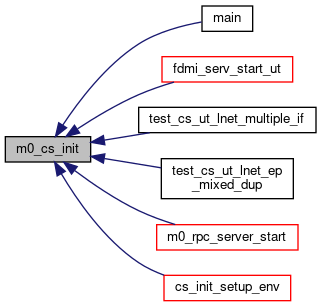 main
fdmi_serv_start_ut
test_cs_ut_lnet_multiple_if
m0_cs_init
test_cs_ut_lnet_ep
_mixed_dup
m0_rpc_server_start
cs_init_setup_env